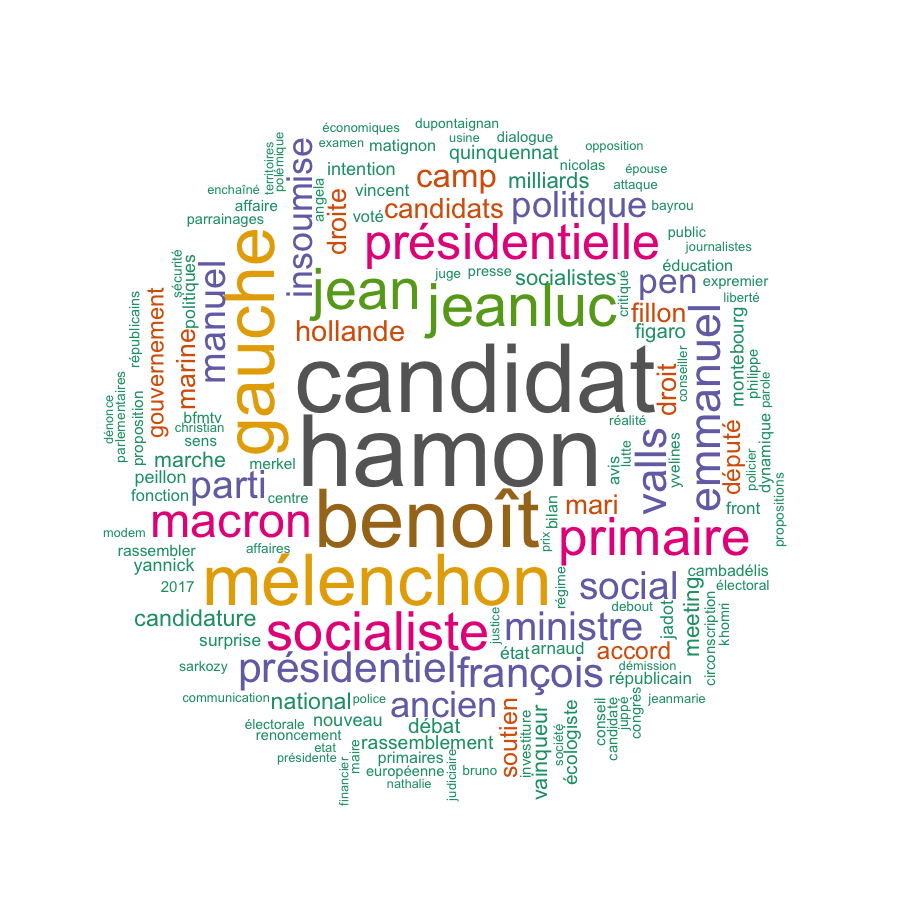 économiques
dupontaignan
examen
matignon
usine
dialogue
opposition
territoires
polémique
insoumise
quinquennat
nicolas
épouse
intention
camp
milliards
attaque
enchaîné
angela
droite
vincent
affaire
parrainages
voté
candidats
politique
bayrou
présidentielle
public
journalistes
gauche
sécurité
politiques
manuel
jean
jeanluc
juge
presse
socialistes
critiqué
pen
éducation
expremier
liberté
républicains
gouvernement
marine
hollande
fillon
figaro
emmanuel
montebourg
candidat
droit
conseiller
philippe
parole
dénonce
parlementaires
proposition
bfmtv
christian
sens
hamon
réalité
valls
député
dynamique
policier
marche
merkel
avis
lutte
yvelines
peillon
fonction
parti
centre
benoît
mari
bilan
prix
front
propositions
modem
macron
primaire
rassembler
affaires
yannick
2017
mélenchon
régime
social
cambadélis
électoral
meeting
candidature
surprise
socialiste
justice
ministre
debout
jadot
circonscription
khomri
état
arnaud
accord
sarkozy
présidentiel
françois
démission
républicain
communication
national
police
ancien
jeanmarie
électorale
nouveau
débat
soutien
investiture
vainqueur
société
écologiste
conseil
candidate
juppé
congrès
renoncement
etat
présidente
maire
financier
rassemblement
primaires
européenne
nathalie
judiciaire
bruno